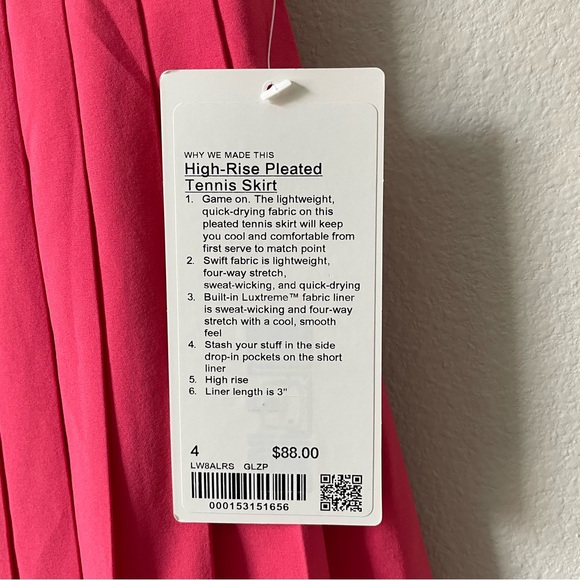 WHY WE MADE THIS
High-Rise Pleated
Tennis Skirt
1. Game on. The lightweight,
quick-drying fabric on this
pleated tennis skirt will keep
you cool and comfortable from
first serve to match point
2. Swift fabric is lightweight,
four-way stretch,
sweat-wicking, and quick-drying
3. Built-in Luxtreme™ fabric liner
is sweat-wicking and four-way
stretch with a cool, smooth
feel
4. Stash your stuff in the side
drop-in pockets on the short
liner
5. High rise
6. Liner length is 3"
4 $88.00
LW8ALRS GLZP
000153151656